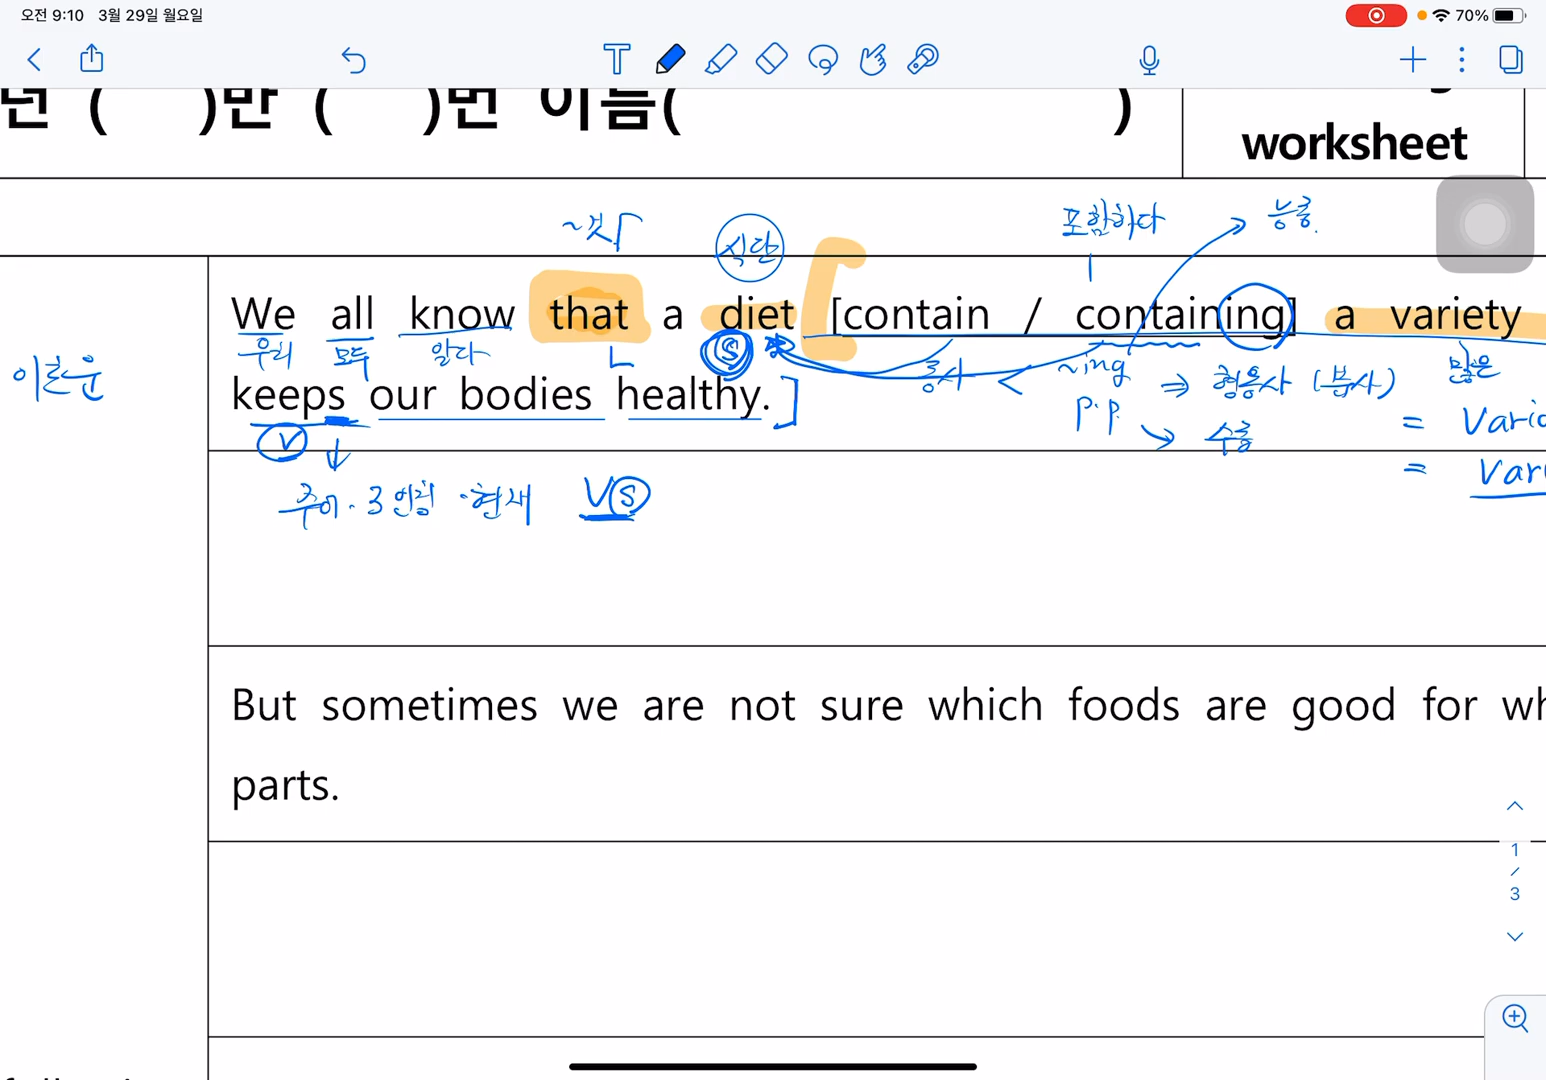 오전 9:10 3월 29일 월요일 70%
년 ( )반 ( )번 이름( )
worksheet
~것 식단 포함하다 능동.
We all know that a diet [contain / containing] a variety
우리 모두 알다 S 동사 < ~ing ⇒ 형용사 (분사) 많은
이로운
keeps our bodies healthy.]
p.p → 수동
V
= Vario
= Vari
주어·3인칭·현재 V(s)
But sometimes we are not sure which foods are good for wh
parts.
1
/
3